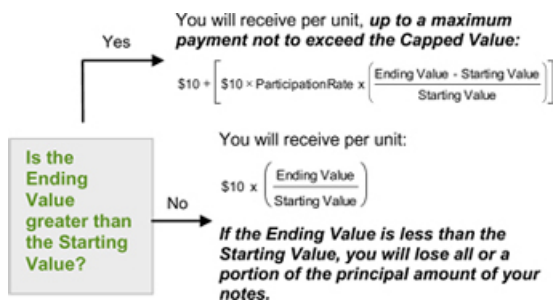 You will receive per unit, up to a maximum
payment not to exceed the Capped Value:
Yes
$10 + [$10 × Participation Rate x (Ending Value - Starting Value / Starting Value)]
You will receive per unit:
Is the
Ending
Value
greater than
the Starting
Value?
No
$10 x (Ending Value / Starting Value)
If the Ending Value is less than the
Starting Value, you will lose all or a
portion of the principal amount of your
notes.